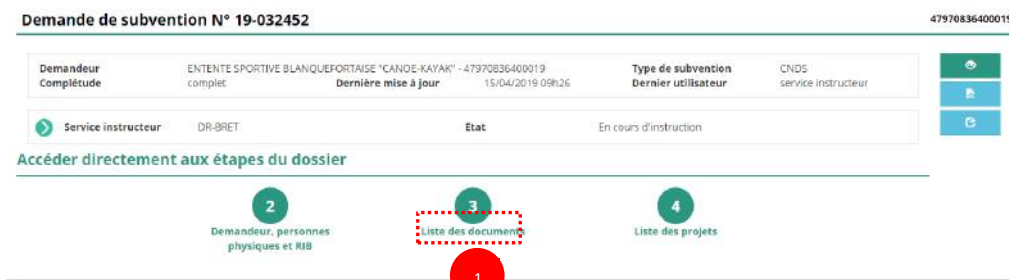 Demande de subvention N° 19-032452 47970836400019
Demandeur ENTENTE SPORTIVE BLANQUEFORTAISE "CANOE-KAYAK" - 47970836400019 Type de subvention CNDS
Complétude complet Dernière mise à jour 15/04/2019 09h26 Dernier utilisateur service instructeur
Service instructeur DR-BRET Etat En cours d'instruction
Accéder directement aux étapes du dossier
2 3 4
Demandeur, personnes Liste des documents Liste des projets
physiques et RIB
1